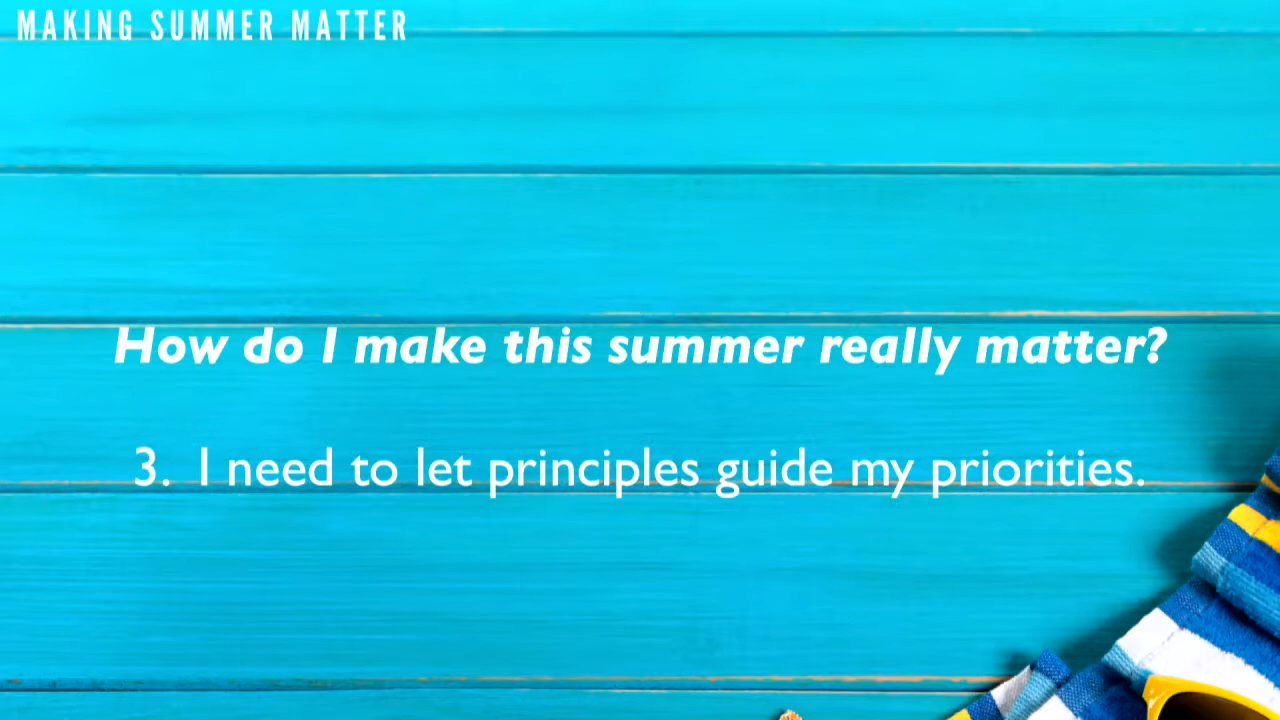 MAKING SUMMER MATTER
How do I make this summer really matter?
3. I need to let principles guide my priorities.